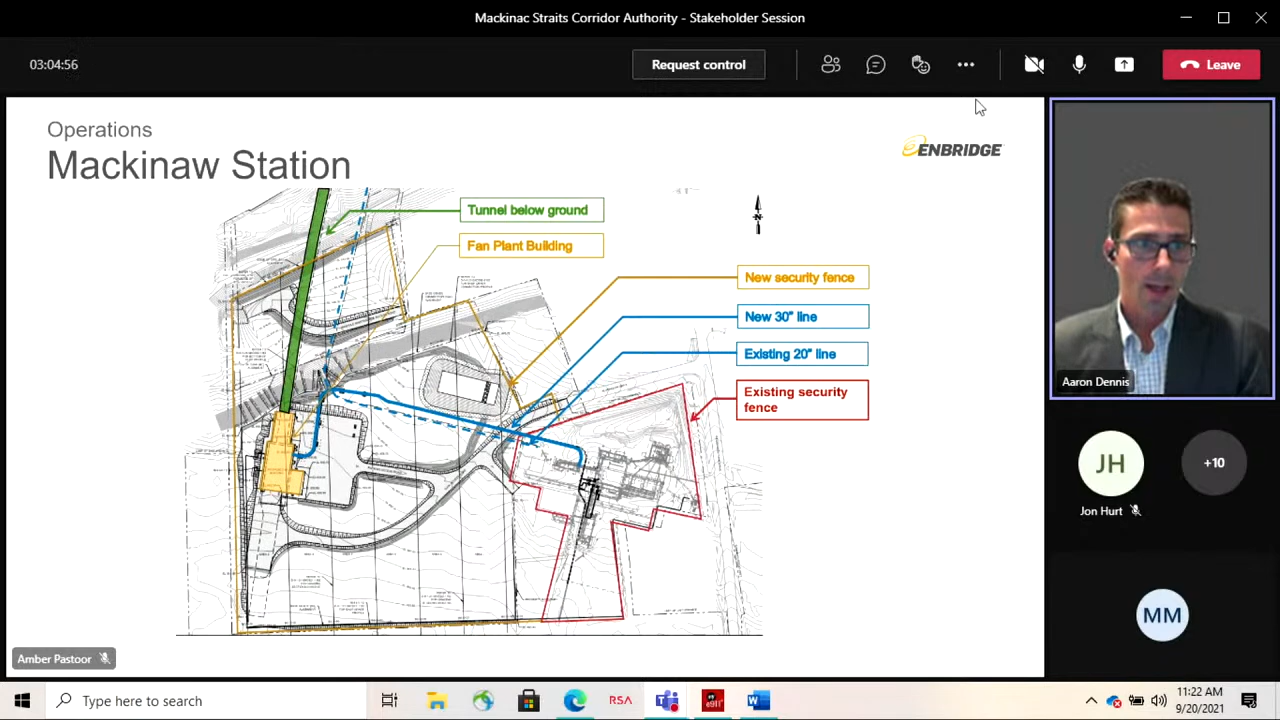 Mackinac Straits Corridor Authority - Stakeholder Session
03:04:56
Request control
Leave
Operations
Mackinaw Station
ENBRIDGE
Tunnel below ground
Fan Plant Building
N
New security fence
New 30" line
Existing 20" line
Existing security
fence
Aaron Dennis
JH
+10
Jon Hurt
MM
Amber Pastoor
Type here to search
RSA
e911
W
11:22 AM
9/20/2021